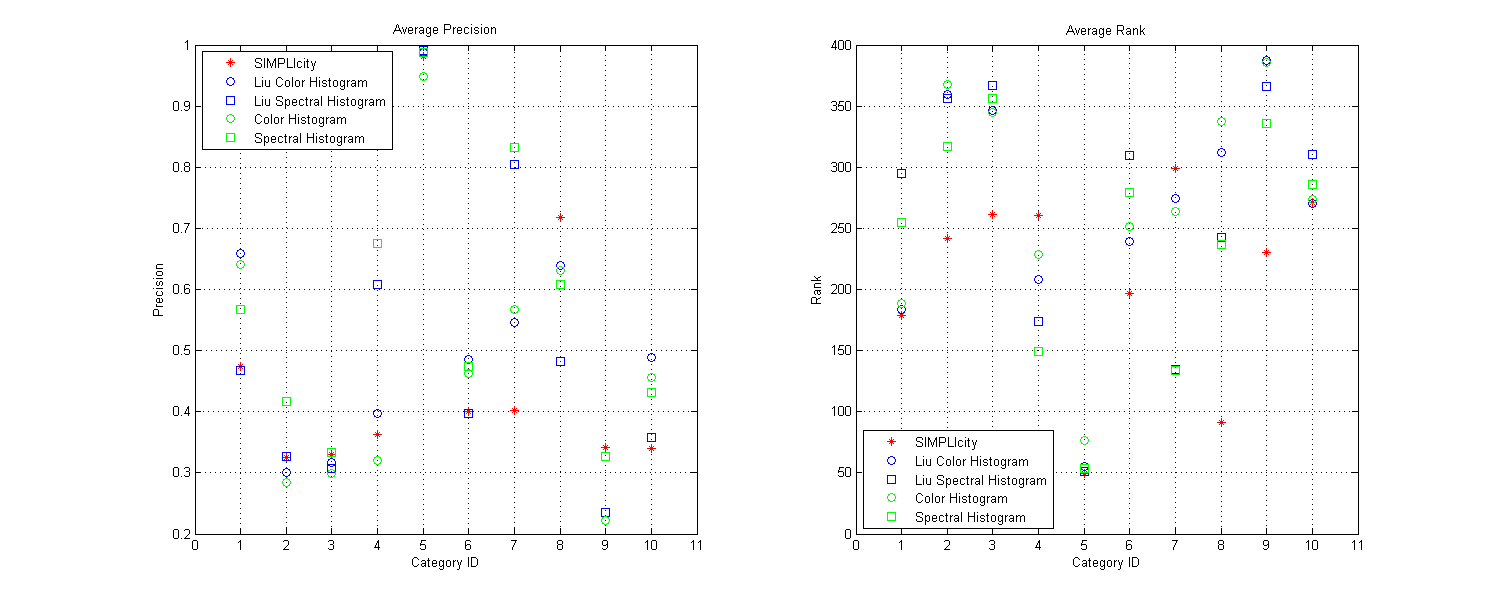 Average Precision
1
0.9
0.8
0.7
0.6
0.5
0.4
0.3
0.2
Precision
SIMPLIcity
Liu Color Histogram
Liu Spectral Histogram
Color Histogram
Spectral Histogram
0 1 2 3 4 5 6 7 8 9 10 11
Category ID
Average Rank
400
350
300
250
200
150
100
50
0
Rank
SIMPLIcity
Liu Color Histogram
Liu Spectral Histogram
Color Histogram
Spectral Histogram
0 1 2 3 4 5 6 7 8 9 10 11
Category ID